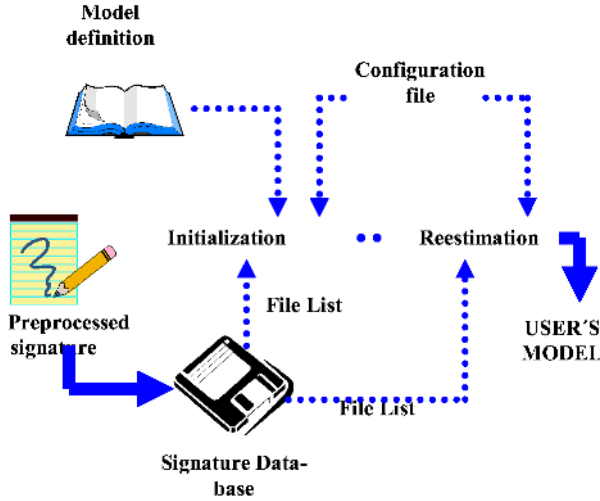 Model
definition
Configuration
file
Initialization
Reestimation
File List
Preprocessed
signature
USER´S
MODEL
File List
Signature Data-
base